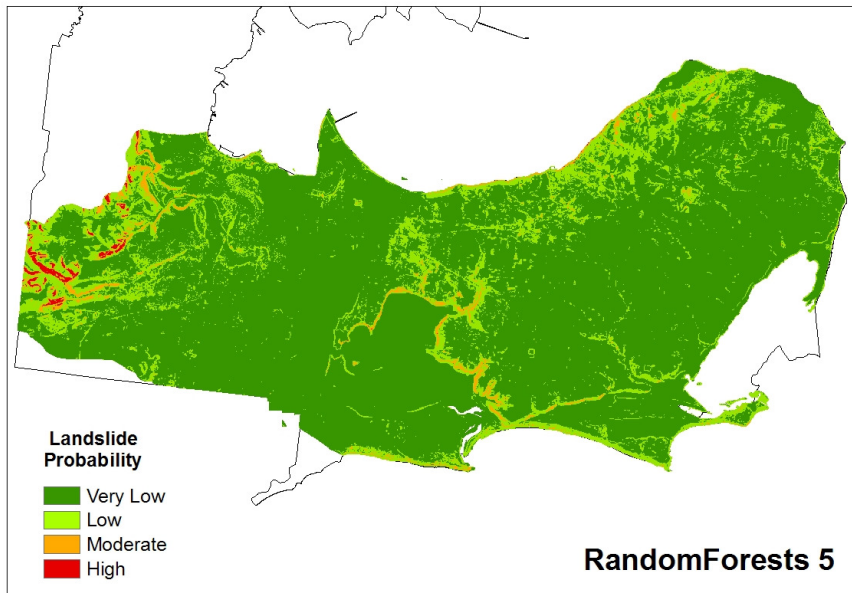 Landslide
Probability
Very Low
Low
Moderate
High
RandomForests 5